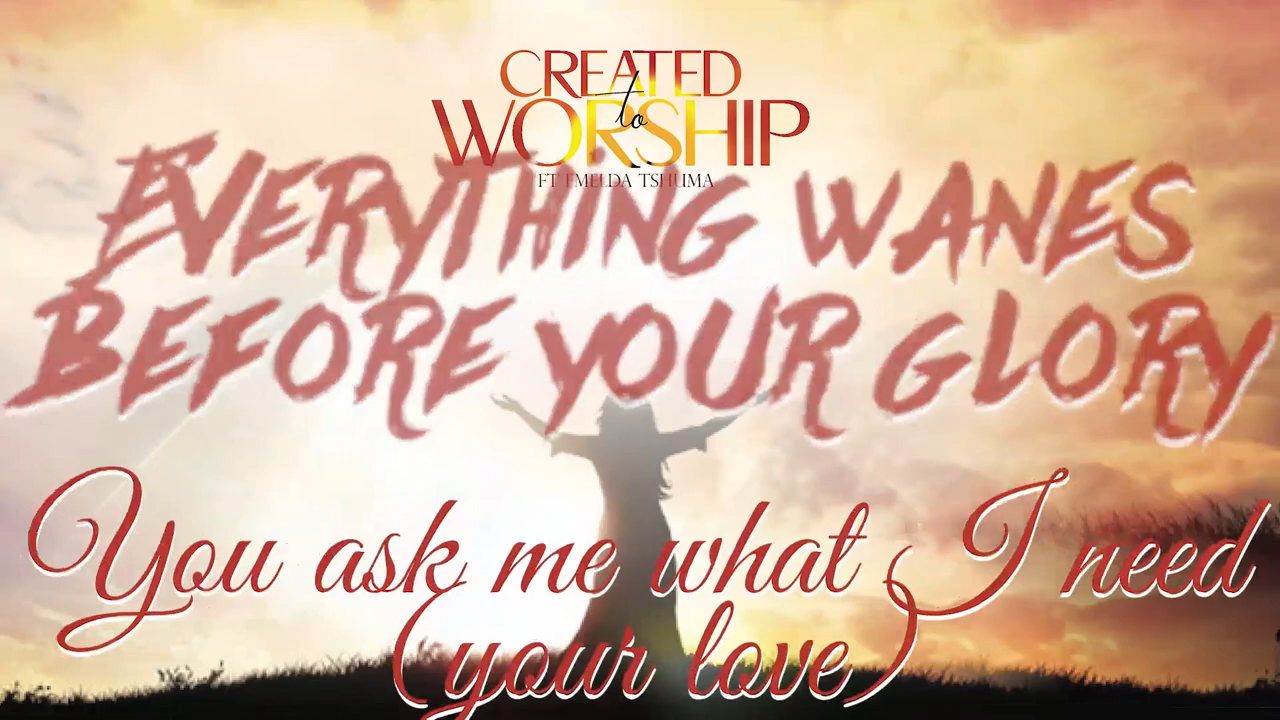 CREATED
to
WORSHIP
FT EMELDA TSHUMA
EVERYTHING WANES
BEFORE YOUR GLORY
You ask me what I need
(your love)